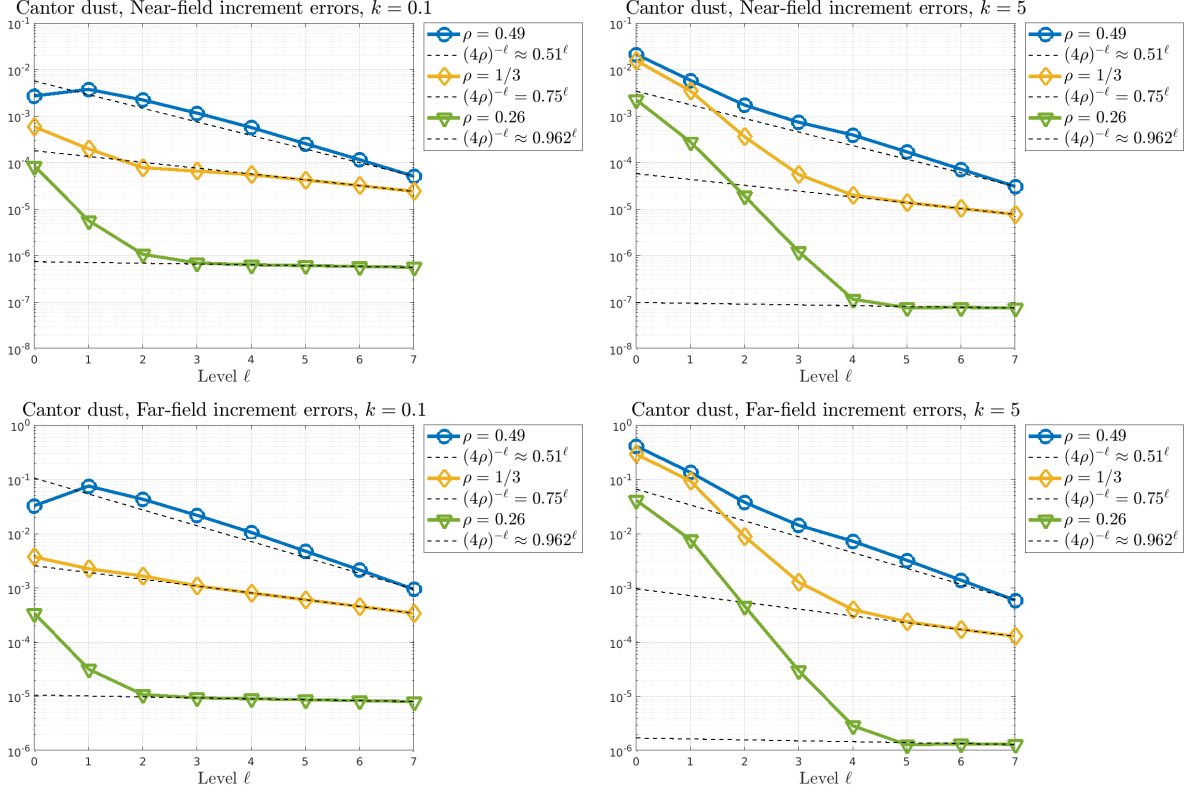 Cantor dust, Near-field increment errors, k = 0.1
10^-1
10^-2
10^-3
10^-4
10^-5
10^-6
10^-7
10^-8
0 1 2 3 4 5 6 7
Level ℓ
ρ = 0.49
(4ρ)^-ℓ ≈ 0.51^ℓ
ρ = 1/3
(4ρ)^-ℓ = 0.75^ℓ
ρ = 0.26
(4ρ)^-ℓ ≈ 0.962^ℓ
Cantor dust, Near-field increment errors, k = 5
10^-1
10^-2
10^-3
10^-4
10^-5
10^-6
10^-7
10^-8
0 1 2 3 4 5 6 7
Level ℓ
ρ = 0.49
(4ρ)^-ℓ ≈ 0.51^ℓ
ρ = 1/3
(4ρ)^-ℓ = 0.75^ℓ
ρ = 0.26
(4ρ)^-ℓ ≈ 0.962^ℓ
Cantor dust, Far-field increment errors, k = 0.1
10^0
10^-1
10^-2
10^-3
10^-4
10^-5
10^-6
0 1 2 3 4 5 6 7
Level ℓ
ρ = 0.49
(4ρ)^-ℓ ≈ 0.51^ℓ
ρ = 1/3
(4ρ)^-ℓ = 0.75^ℓ
ρ = 0.26
(4ρ)^-ℓ ≈ 0.962^ℓ
Cantor dust, Far-field increment errors, k = 5
10^0
10^-1
10^-2
10^-3
10^-4
10^-5
10^-6
0 1 2 3 4 5 6 7
Level ℓ
ρ = 0.49
(4ρ)^-ℓ ≈ 0.51^ℓ
ρ = 1/3
(4ρ)^-ℓ = 0.75^ℓ
ρ = 0.26
(4ρ)^-ℓ ≈ 0.962^ℓ